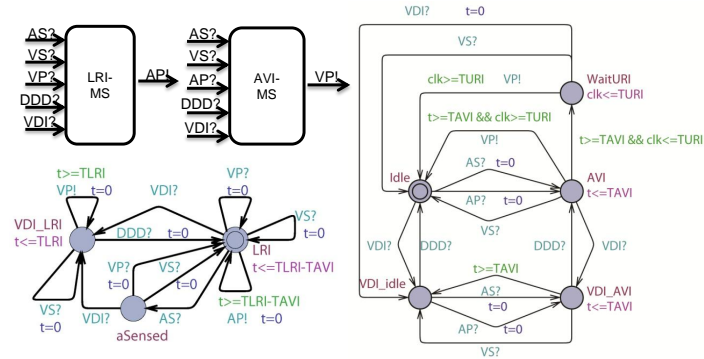 AS?
VS?
VP?
DDD?
VDI?
LRI-
MS
AP!
AS?
VS?
AP?
DDD?
VDI?
AVI-
MS
VP!
t>=TLRI
VP! t=0
VDI?
VP?
t=0
VDI_LRI
t<=TLRI
DDD? t=0
VS?
t=0
LRI
t<=TLRI-TAVI
VP?
t=0
VS?
t=0
t>=TLRI-TAVI
AP! t=0
VS?
t=0
VDI?
AS?
aSensed
VDI? t=0
VS?
clk>=TURI VP!
WaitURI
clk<=TURI
t>=TAVI && clk>=TURI
VP!
t>=TAVI && clk<=TURI
Idle
AS? t=0
AVI
t<=TAVI
AP? t=0
VS?
VDI?
DDD?
DDD?
VDI?
t>=TAVI
VDI_idle
AS?
t=0
VDI_AVI
t<=TAVI
AP? t=0
VS?